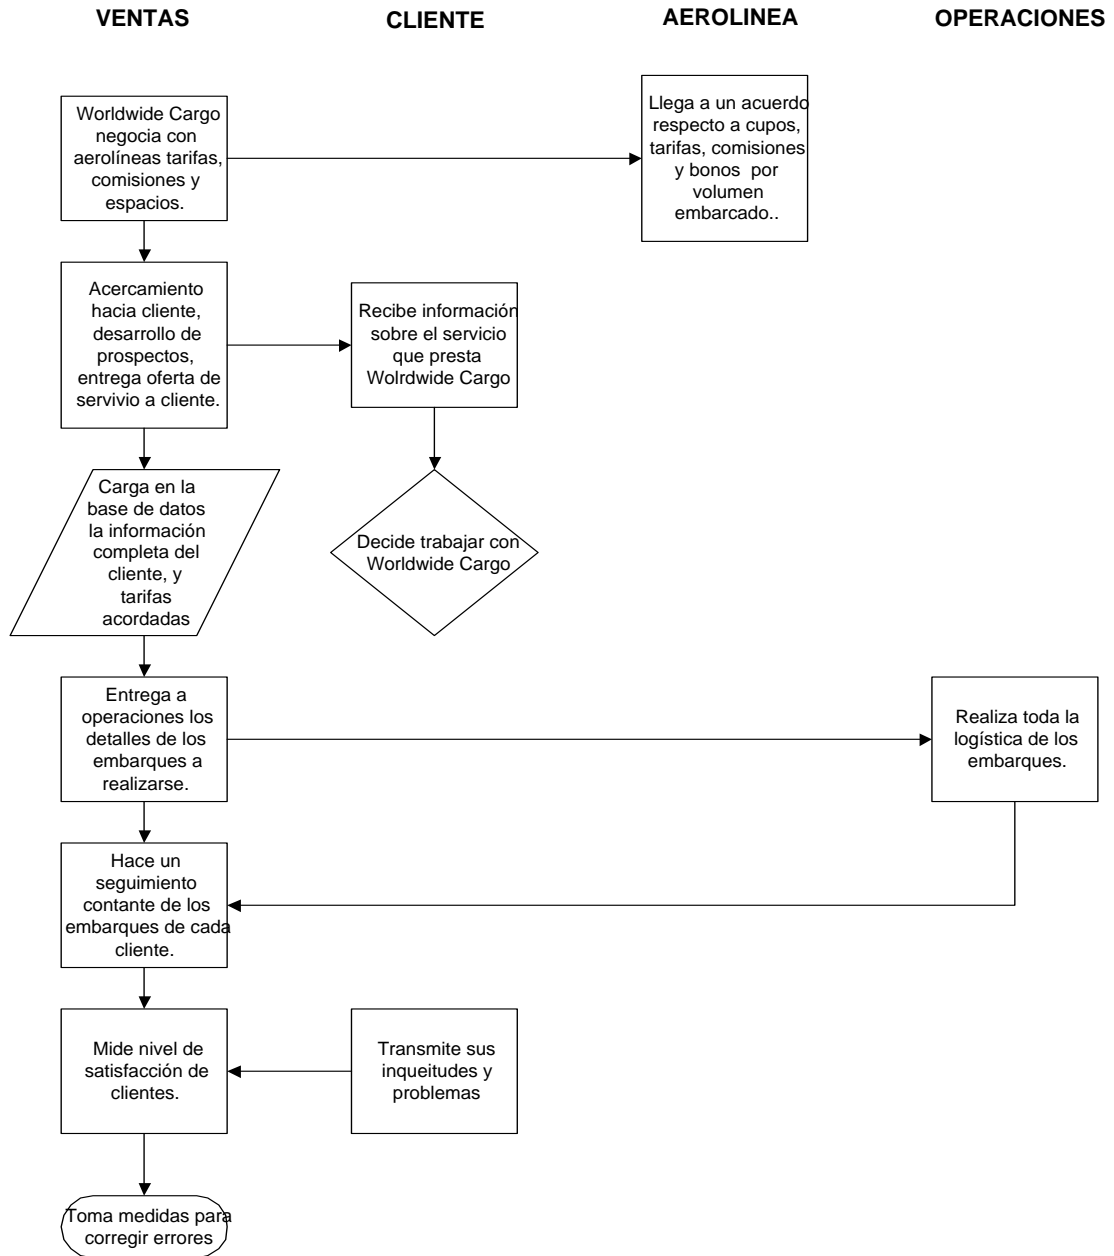 VENTAS
CLIENTE
AEROLINEA
OPERACIONES
Worldwide Cargo
negocia con
aerolíneas tarifas,
comisiones y
espacios.
Llega a un acuerdo
respecto a cupos,
tarifas, comisiones
y bonos por
volumen
embarcado..
Acercamiento
hacia cliente,
desarrollo de
prospectos,
entrega oferta de
servivio a cliente.
Recibe información
sobre el servicio
que presta
Wolrdwide Cargo
Carga en la
base de datos
la información
completa del
cliente, y
tarifas
acordadas
Decide trabajar con
Worldwide Cargo
Entrega a
operaciones los
detalles de los
embarques a
realizarse.
Realiza toda la
logística de los
embarques.
Hace un
seguimiento
contante de los
embarques de cada
cliente.
Mide nivel de
satisfacción de
clientes.
Transmite sus
inqueitudes y
problemas
Toma medidas para
corregir errores